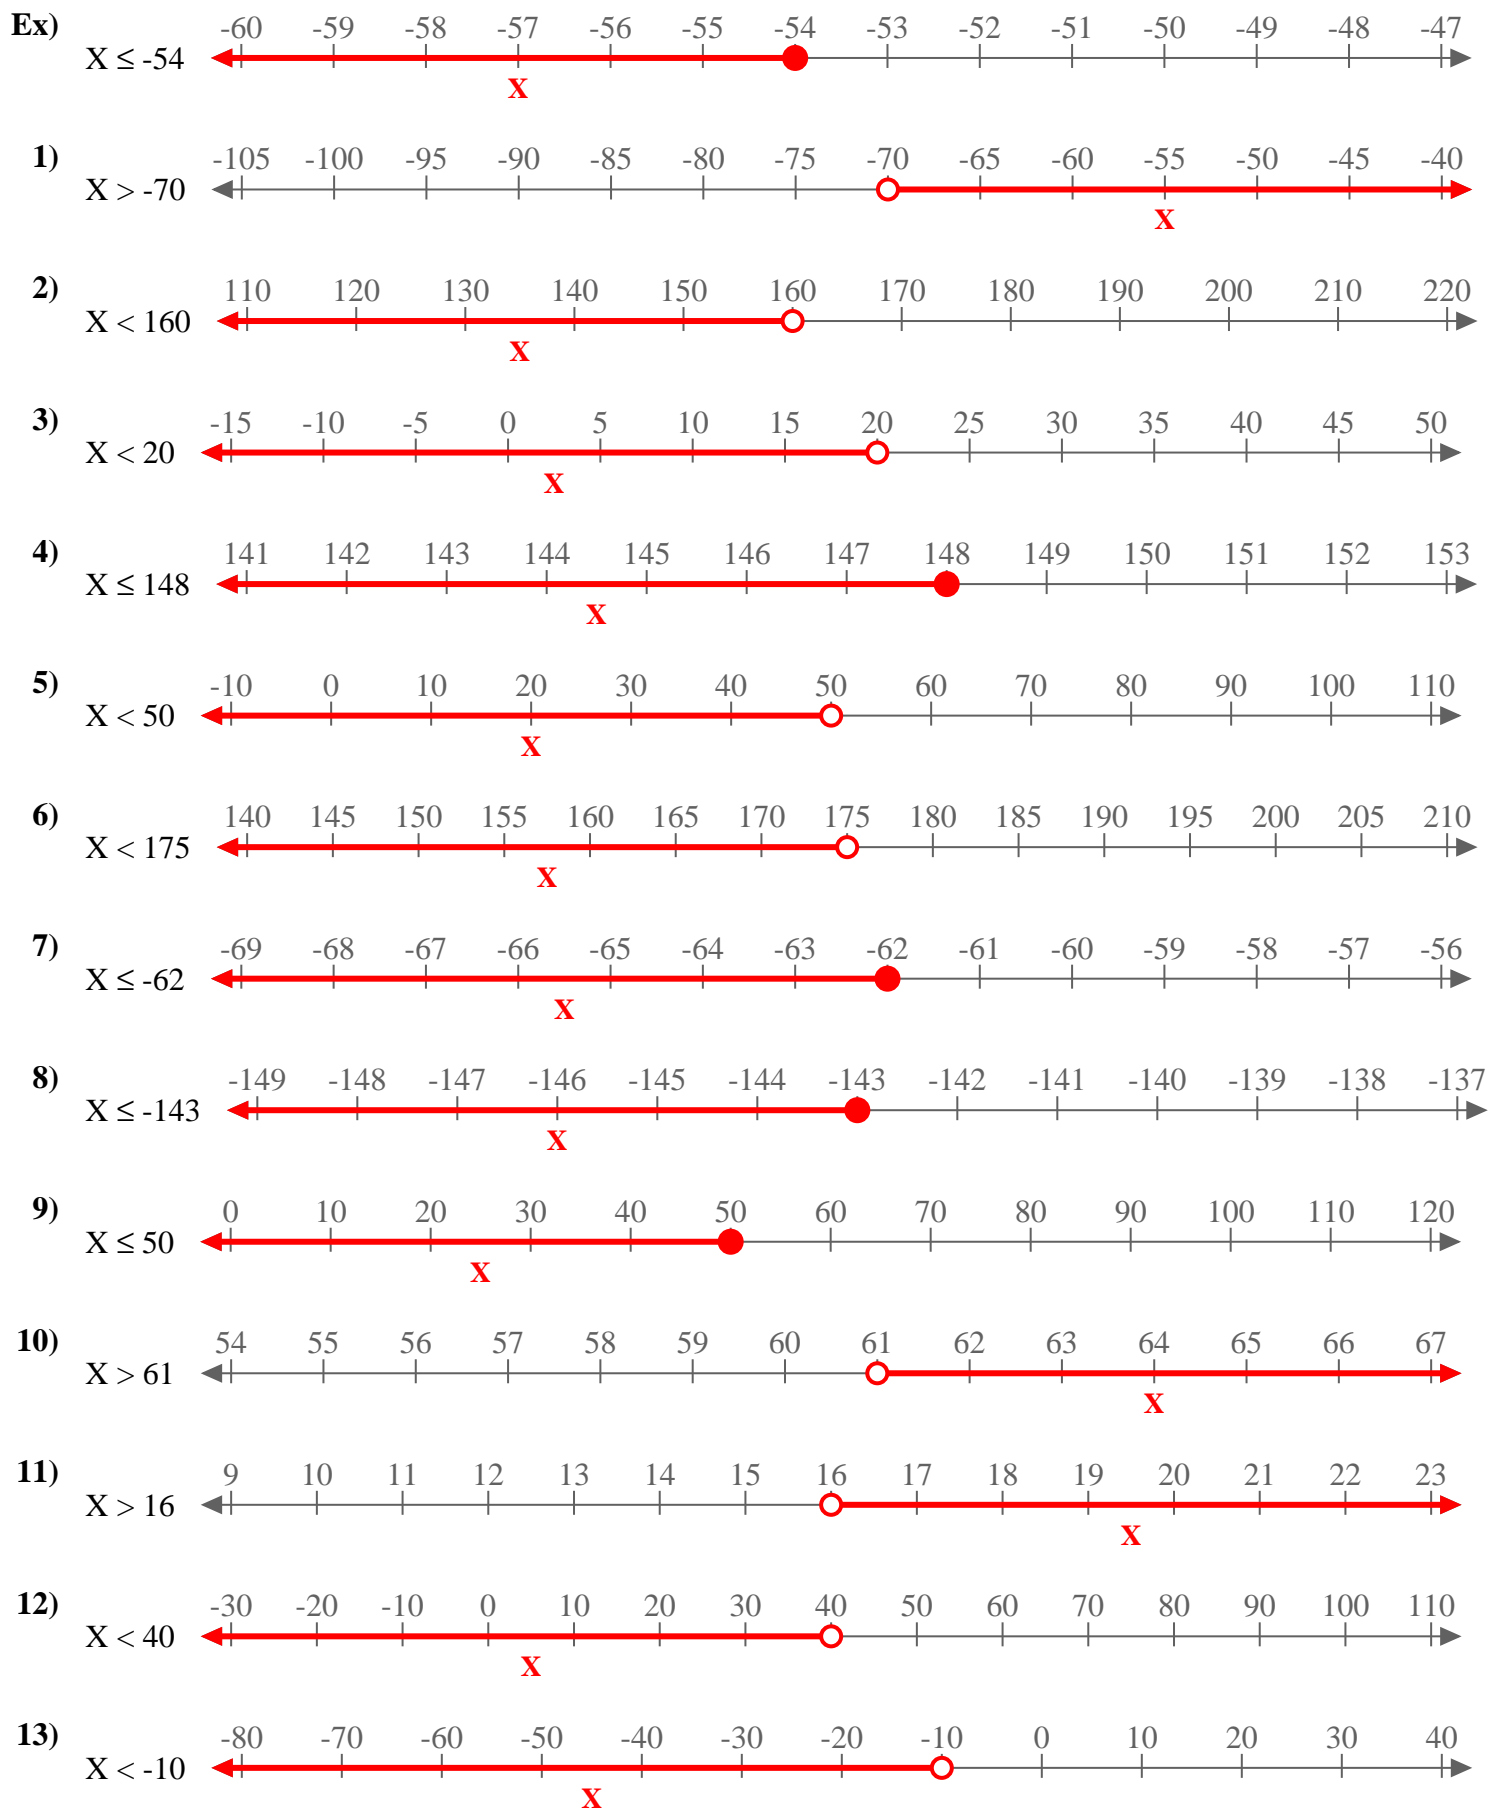 Ex) -60 -59 -58 -57 -56 -55 -54 -53 -52 -51 -50 -49 -48 -47
X ≤ -54
X
1) -105 -100 -95 -90 -85 -80 -75 -70 -65 -60 -55 -50 -45 -40
X > -70
X
2) 110 120 130 140 150 160 170 180 190 200 210 220
X < 160
X
3) -15 -10 -5 0 5 10 15 20 25 30 35 40 45 50
X < 20
X
4) 141 142 143 144 145 146 147 148 149 150 151 152 153
X ≤ 148
X
5) -10 0 10 20 30 40 50 60 70 80 90 100 110
X < 50
X
6) 140 145 150 155 160 165 170 175 180 185 190 195 200 205 210
X < 175
X
7) -69 -68 -67 -66 -65 -64 -63 -62 -61 -60 -59 -58 -57 -56
X ≤ -62
X
8) -149 -148 -147 -146 -145 -144 -143 -142 -141 -140 -139 -138 -137
X ≤ -143
X
9) 0 10 20 30 40 50 60 70 80 90 100 110 120
X ≤ 50
X
10) 54 55 56 57 58 59 60 61 62 63 64 65 66 67
X > 61
X
11) 9 10 11 12 13 14 15 16 17 18 19 20 21 22 23
X > 16
X
12) -30 -20 -10 0 10 20 30 40 50 60 70 80 90 100 110
X < 40
X
13) -80 -70 -60 -50 -40 -30 -20 -10 0 10 20 30 40
X < -10
X